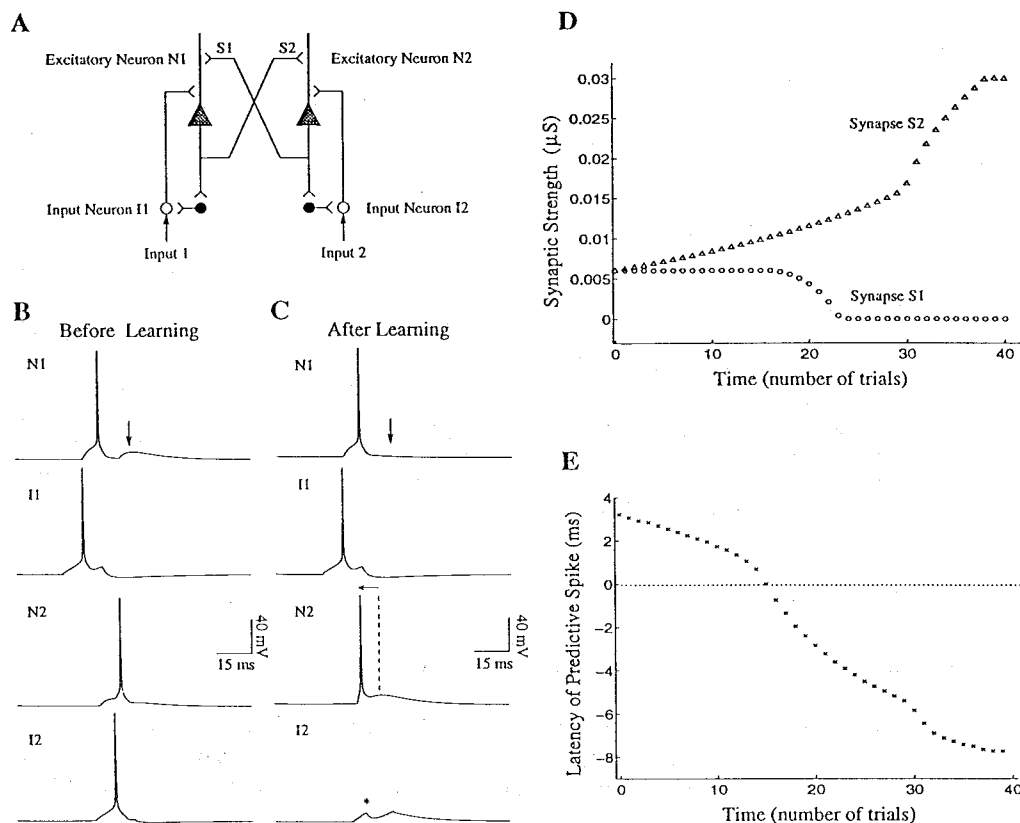 A
Excitatory Neuron N1
S1
S2
Excitatory Neuron N2
Input Neuron I1
Input Neuron I2
Input 1
Input 2
B
Before Learning
N1
I1
N2
40 mV
15 ms
I2
C
After Learning
N1
I1
N2
40 mV
15 ms
I2
*
D
Synaptic Strength (µS)
0.03
0.025
0.02
0.015
0.01
0.005
0
Synapse S2
Synapse S1
0
10
20
30
40
Time (number of trials)
E
Latency of Predictive Spike (ms)
4
2
0
−2
−4
−6
−8
0
10
20
30
40
Time (number of trials)